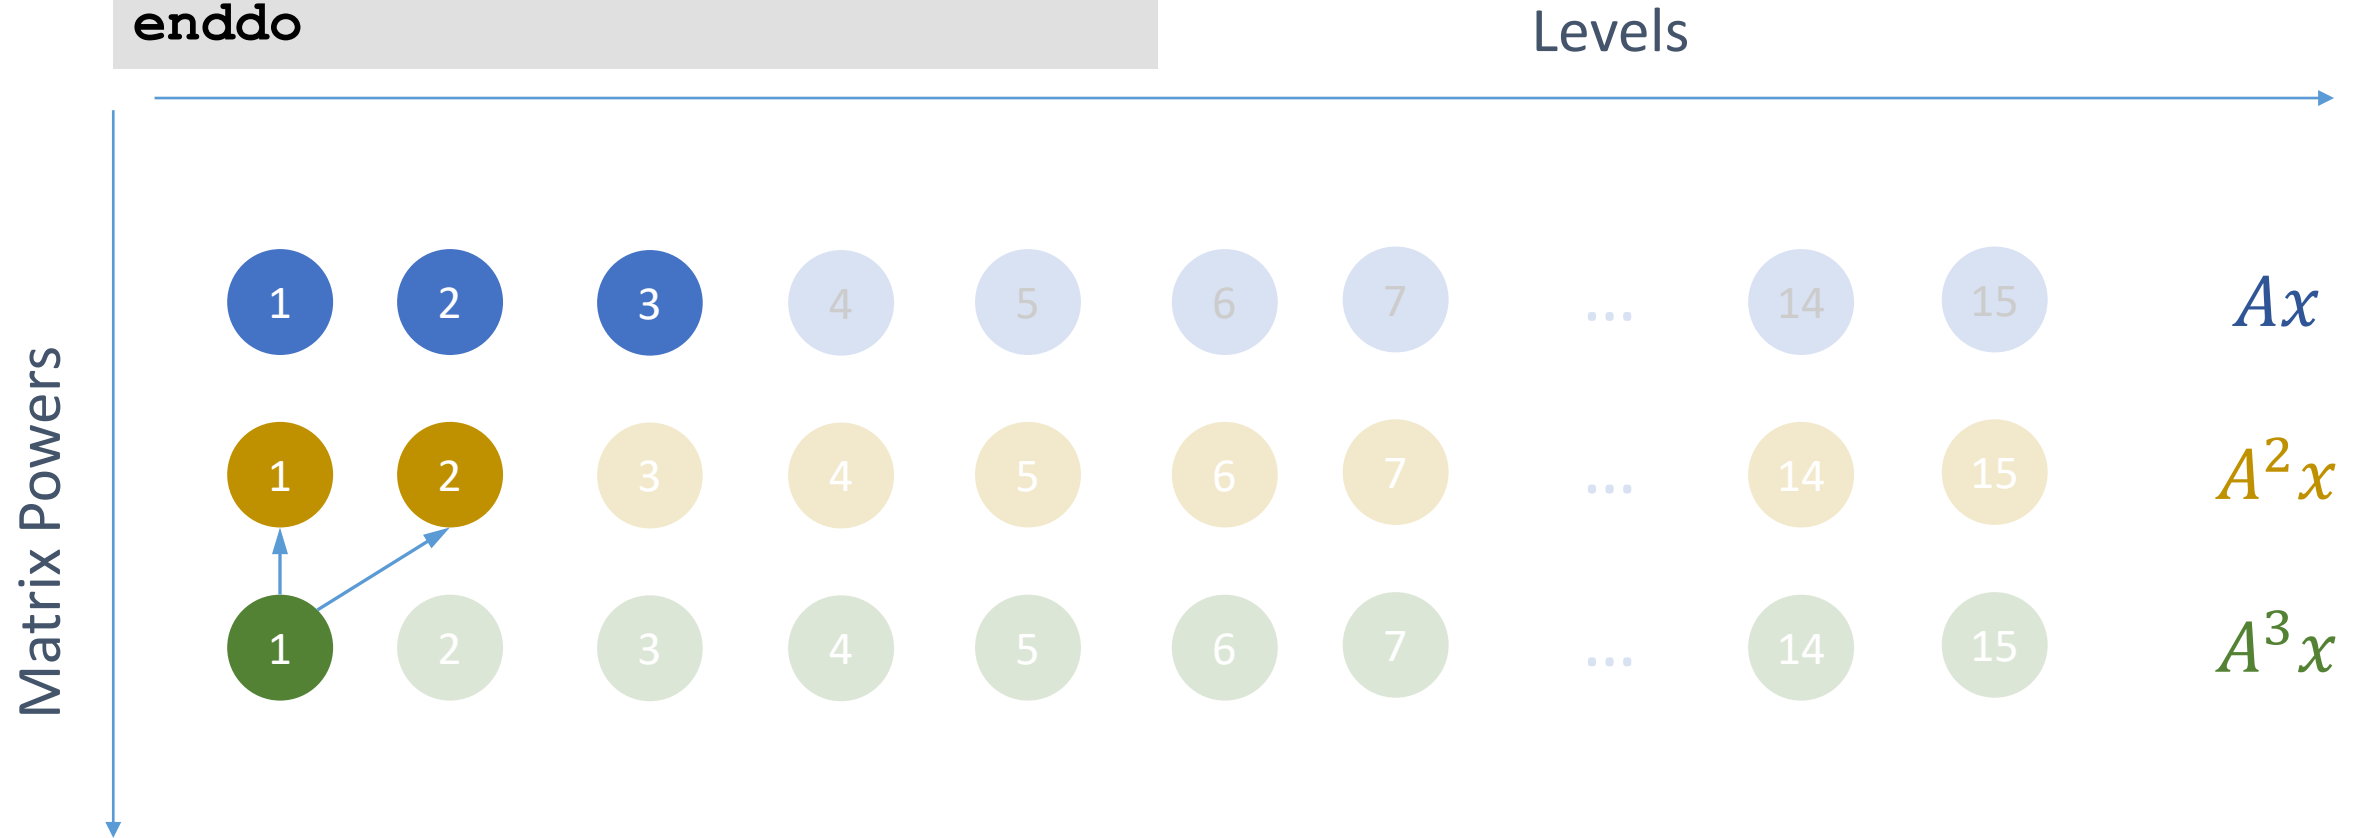 enddo
Levels
Matrix Powers
1 2 3 4 5 6 7 ... 14 15 Ax
1 2 3 4 5 6 7 ... 14 15 A²x
1 2 3 4 5 6 7 ... 14 15 A³x